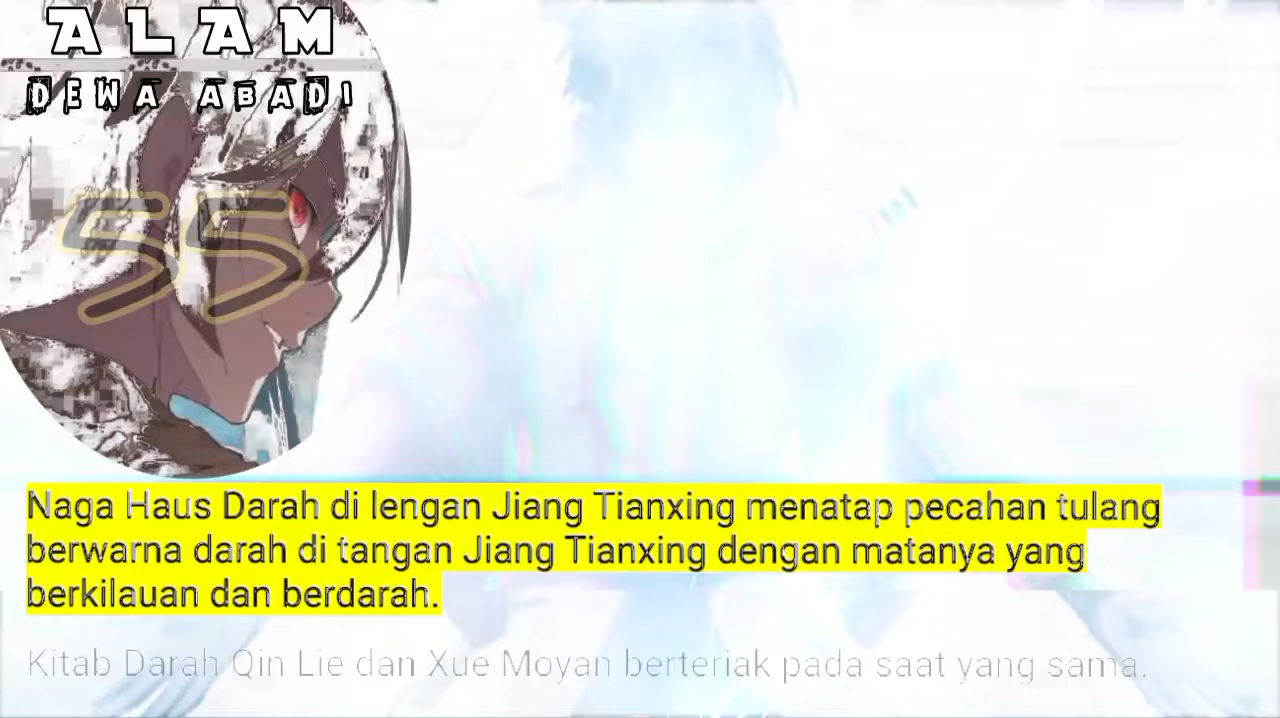 ALAM
DEWA ABADI
55
Naga Haus Darah di lengan Jiang Tianxing menatap pecahan tulang
berwarna darah di tangan Jiang Tianxing dengan matanya yang
berkilauan dan berdarah.
Kitab Darah Qin Lie dan Xue Moyan berteriak pada saat yang sama.